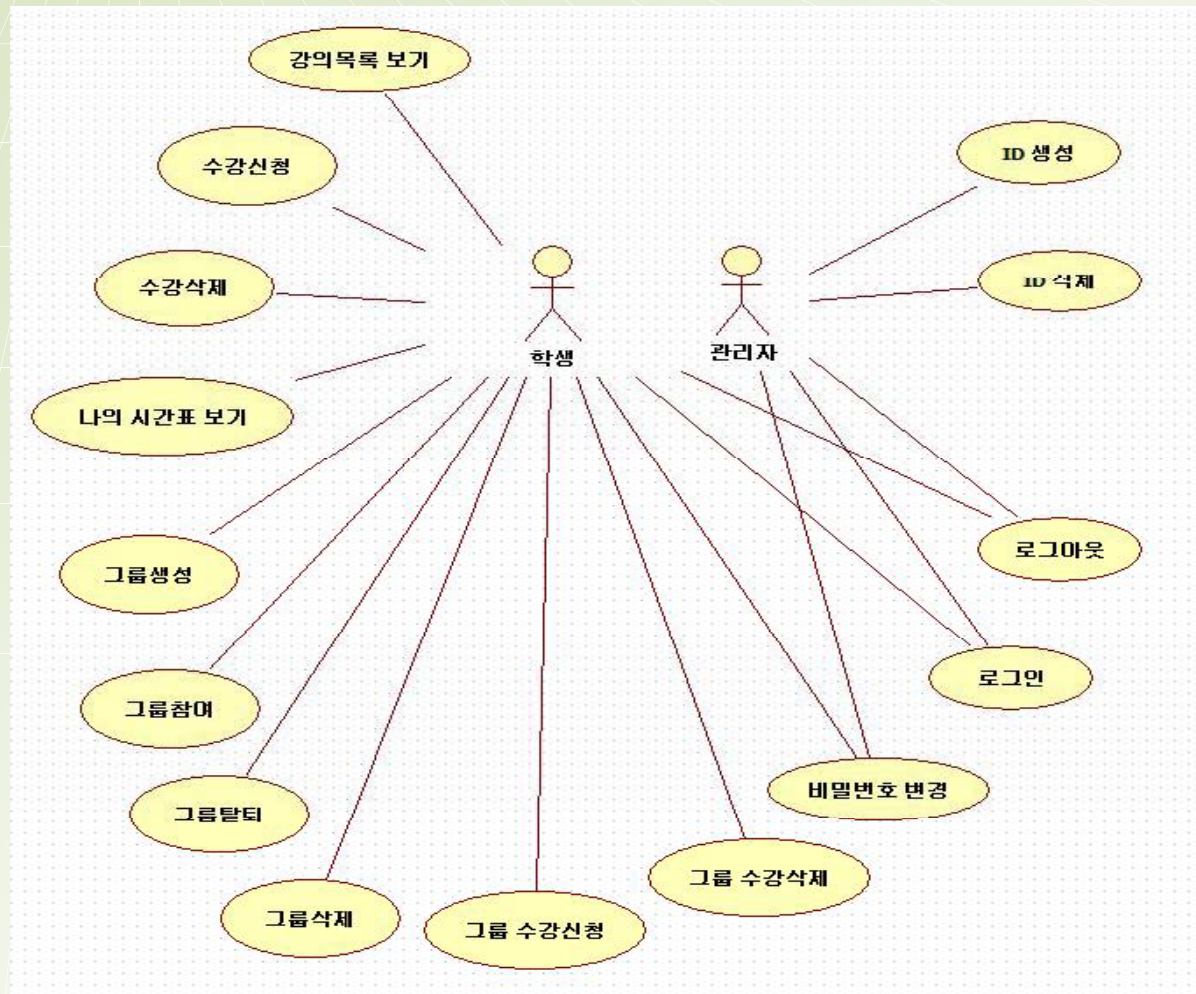 강의목록 보기
수강신청
ID 생성
수강삭제
ID 삭제
학생
관리자
나의 시간표 보기
그룹생성
로그아웃
그룹참여
로그인
그룹탈퇴
비밀번호 변경
그룹삭제
그룹 수강신청
그룹 수강삭제